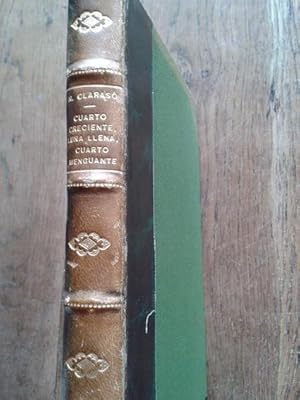 R. CLARASÓ
CUARTO
CRECIENTE,
LUNA LLENA,
CUARTO
MENGUANTE